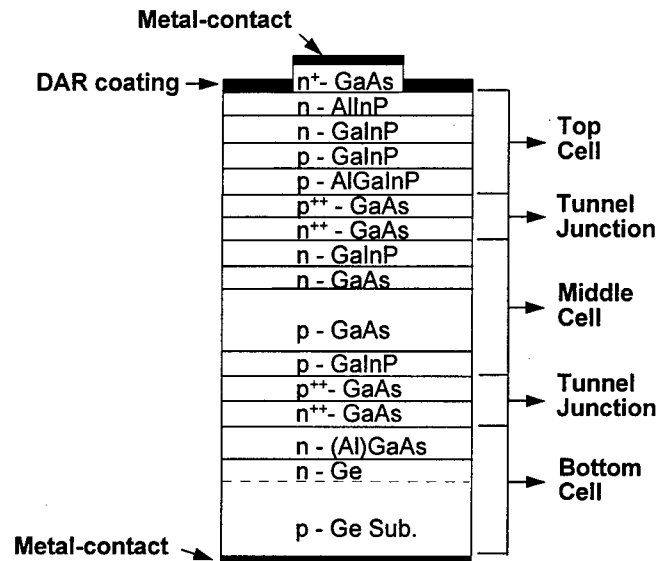 Metal-contact
DAR coating
n+- GaAs
n - AlInP
n - GaInP
p - GaInP
p - AlGaInP
Top
Cell
p++ - GaAs
n++ - GaAs
Tunnel
Junction
n - GaInP
n - GaAs
p - GaAs
p - GaInP
Middle
Cell
p++- GaAs
n++- GaAs
Tunnel
Junction
n - (Al)GaAs
n - Ge
p - Ge Sub.
Bottom
Cell
Metal-contact